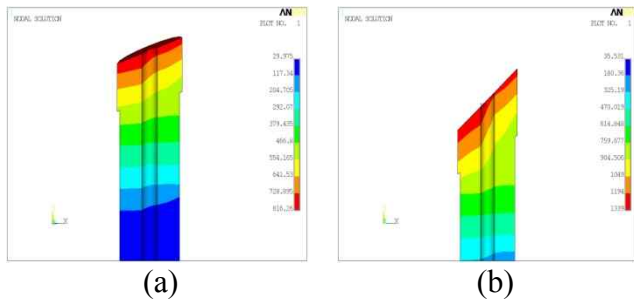 AN
NODAL SOLUTION
PLOT NO. 1
29.975
117.34
204.705
292.07
379.435
466.8
554.165
641.53
728.895
816.26
X
(a)
AN
NODAL SOLUTION
PLOT NO. 1
35.531
180.36
325.19
470.019
614.848
759.677
904.506
1049
1194
1339
X
(b)